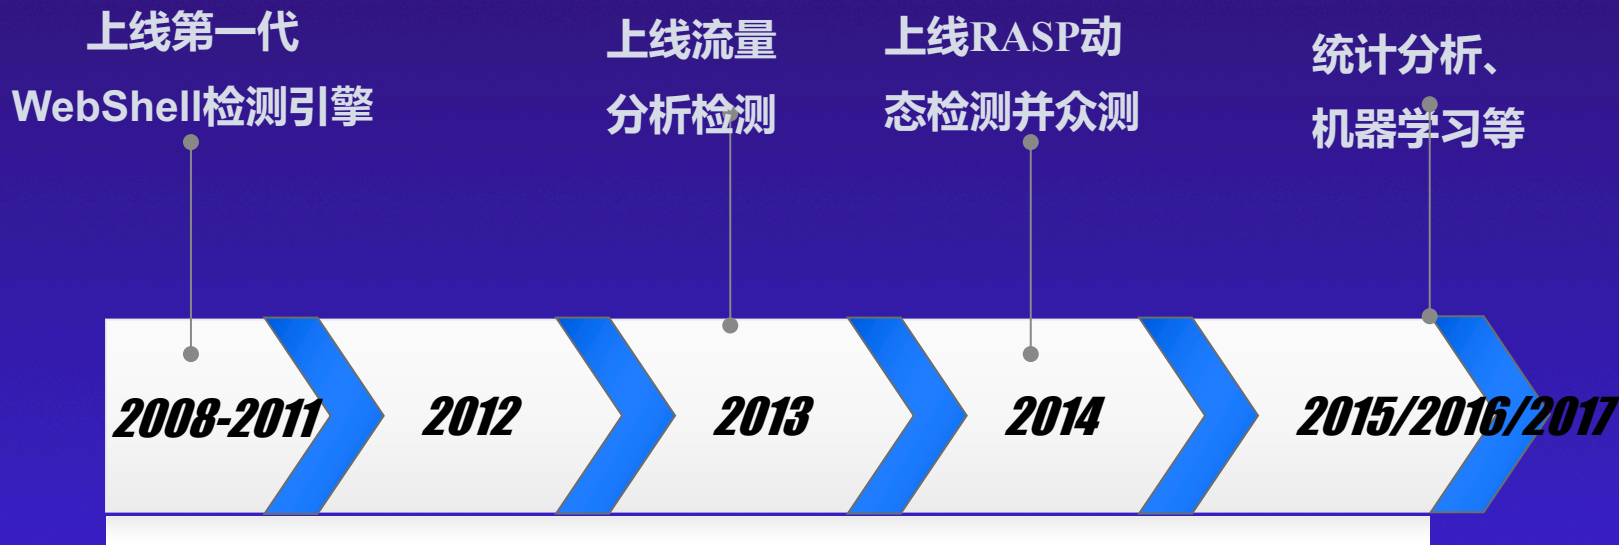 上线第一代
WebShell检测引擎
上线流量
分析检测
上线RASP动
态检测并众测
统计分析、
机器学习等
2008-2011
2012
2013
2014
2015/2016/2017